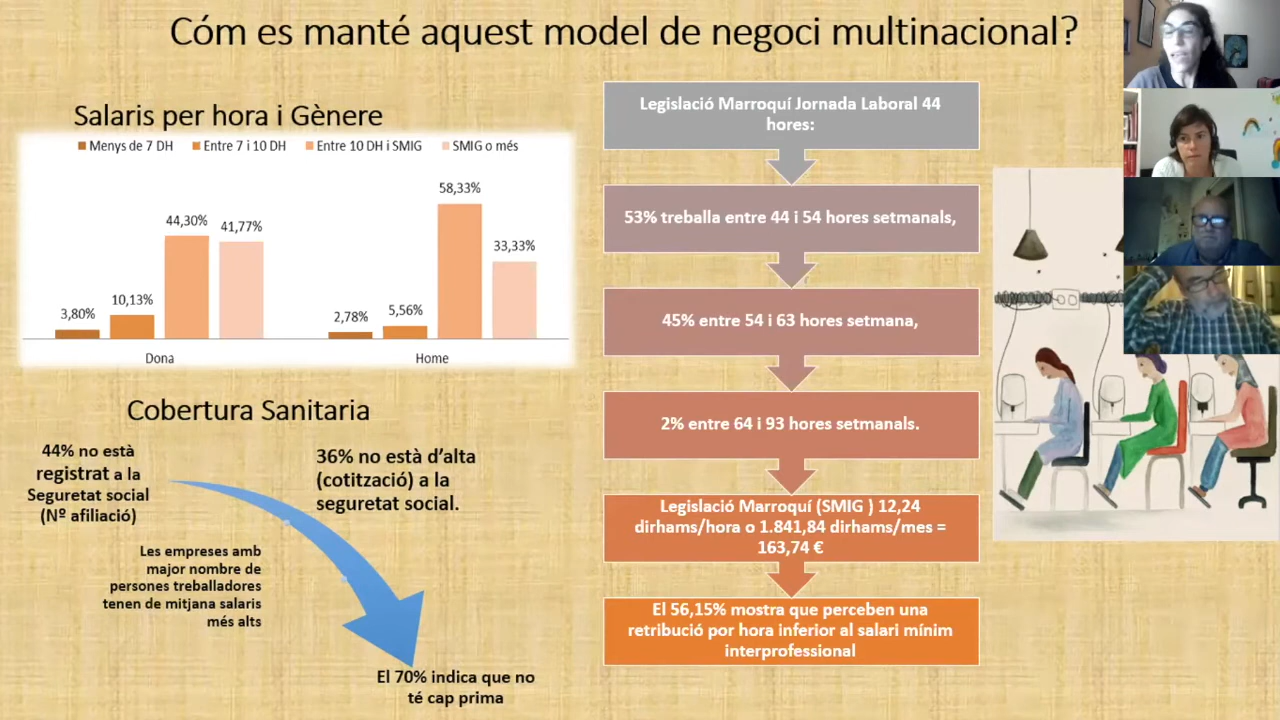 Cóm es manté aquest model de negoci multinacional?
Salaris per hora i Gènere
Menys de 7 DH
Entre 7 i 10 DH
Entre 10 DH i SMIG
SMIG o més
3,80%
10,13%
44,30%
41,77%
2,78%
5,56%
58,33%
33,33%
Dona
Home
Cobertura Sanitaria
44% no està
registrat a la
Seguretat social
(Nº afiliació)
36% no està d’alta
(cotització) a la
seguretat social.
Les empreses amb
major nombre de
persones treballadores
tenen de mitjana salaris
més alts
El 70% indica que no
té cap prima
Legislació Marroquí Jornada Laboral 44
hores:
53% treballa entre 44 i 54 hores setmanals,
45% entre 54 i 63 hores setmana,
2% entre 64 i 93 hores setmanals.
Legislació Marroquí (SMIG ) 12,24
dirhams/hora o 1.841,84 dirhams/mes =
163,74 €
El 56,15% mostra que perceben una
retribució por hora inferior al salari mínim
interprofessional